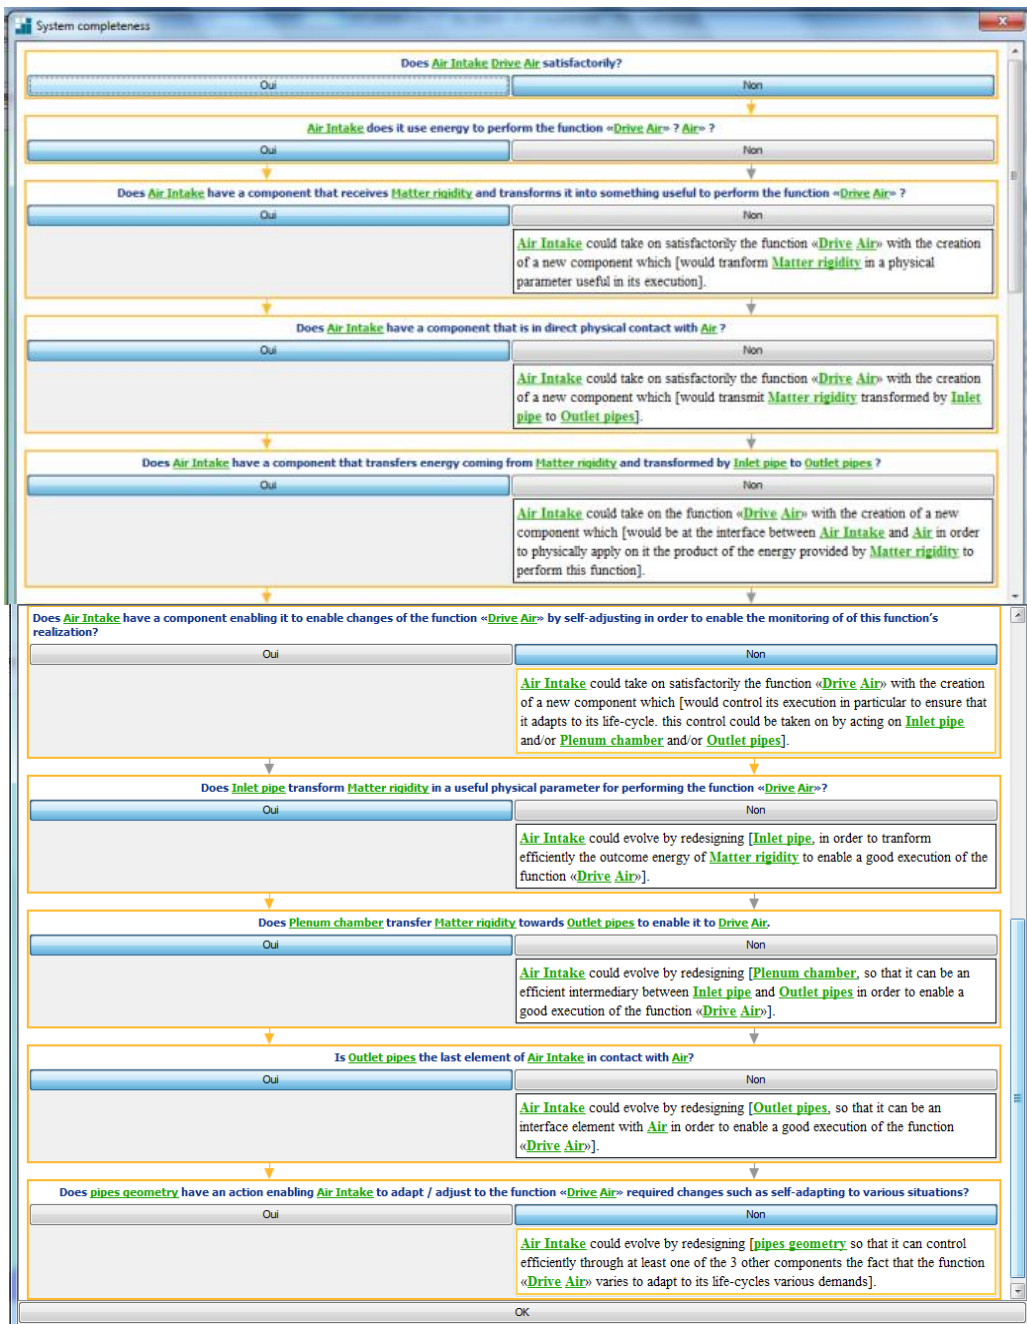 System completeness
Does Air Intake Drive Air satisfactorily?
Oui
Non
Air Intake does it use energy to perform the function «Drive Air» ? Air» ?
Oui
Non
Does Air Intake have a component that receives Matter rigidity and transforms it into something useful to perform the function «Drive Air» ?
Oui
Non
Air Intake could take on satisfactorily the function «Drive Air» with the creation
of a new component which [would tranform Matter rigidity in a physical
parameter useful in its execution].
Does Air Intake have a component that is in direct physical contact with Air ?
Oui
Non
Air Intake could take on satisfactorily the function «Drive Air» with the creation
of a new component which [would transmit Matter rigidity transformed by Inlet
pipe to Outlet pipes].
Does Air Intake have a component that transfers energy coming from Matter rigidity and transformed by Inlet pipe to Outlet pipes ?
Oui
Non
Air Intake could take on the function «Drive Air» with the creation of a new
component which [would be at the interface between Air Intake and Air in order
to physically apply on it the product of the energy provided by Matter rigidity to
perform this function].
Does Air Intake have a component enabling it to enable changes of the function «Drive Air» by self-adjusting in order to enable the monitoring of of this function's
realization?
Oui
Non
Air Intake could take on satisfactorily the function «Drive Air» with the creation
of a new component which [would control its execution in particular to ensure that
it adapts to its life-cycle. this control could be taken on by acting on Inlet pipe
and/or Plenum chamber and/or Outlet pipes].
Does Inlet pipe transform Matter rigidity in a useful physical parameter for performing the function «Drive Air»?
Oui
Non
Air Intake could evolve by redesigning [Inlet pipe, in order to tranform
efficiently the outcome energy of Matter rigidity to enable a good execution of the
function «Drive Air»].
Does Plenum chamber transfer Matter rigidity towards Outlet pipes to enable it to Drive Air.
Oui
Non
Air Intake could evolve by redesigning [Plenum chamber, so that it can be an
efficient intermediary between Inlet pipe and Outlet pipes in order to enable a
good execution of the function «Drive Air»].
Is Outlet pipes the last element of Air Intake in contact with Air?
Oui
Non
Air Intake could evolve by redesigning [Outlet pipes, so that it can be an
interface element with Air in order to enable a good execution of the function
«Drive Air»].
Does pipes geometry have an action enabling Air Intake to adapt / adjust to the function «Drive Air» required changes such as self-adapting to various situations?
Oui
Non
Air Intake could evolve by redesigning [pipes geometry so that it can control
efficiently through at least one of the 3 other components the fact that the function
«Drive Air» varies to adapt to its life-cycles various demands].
OK